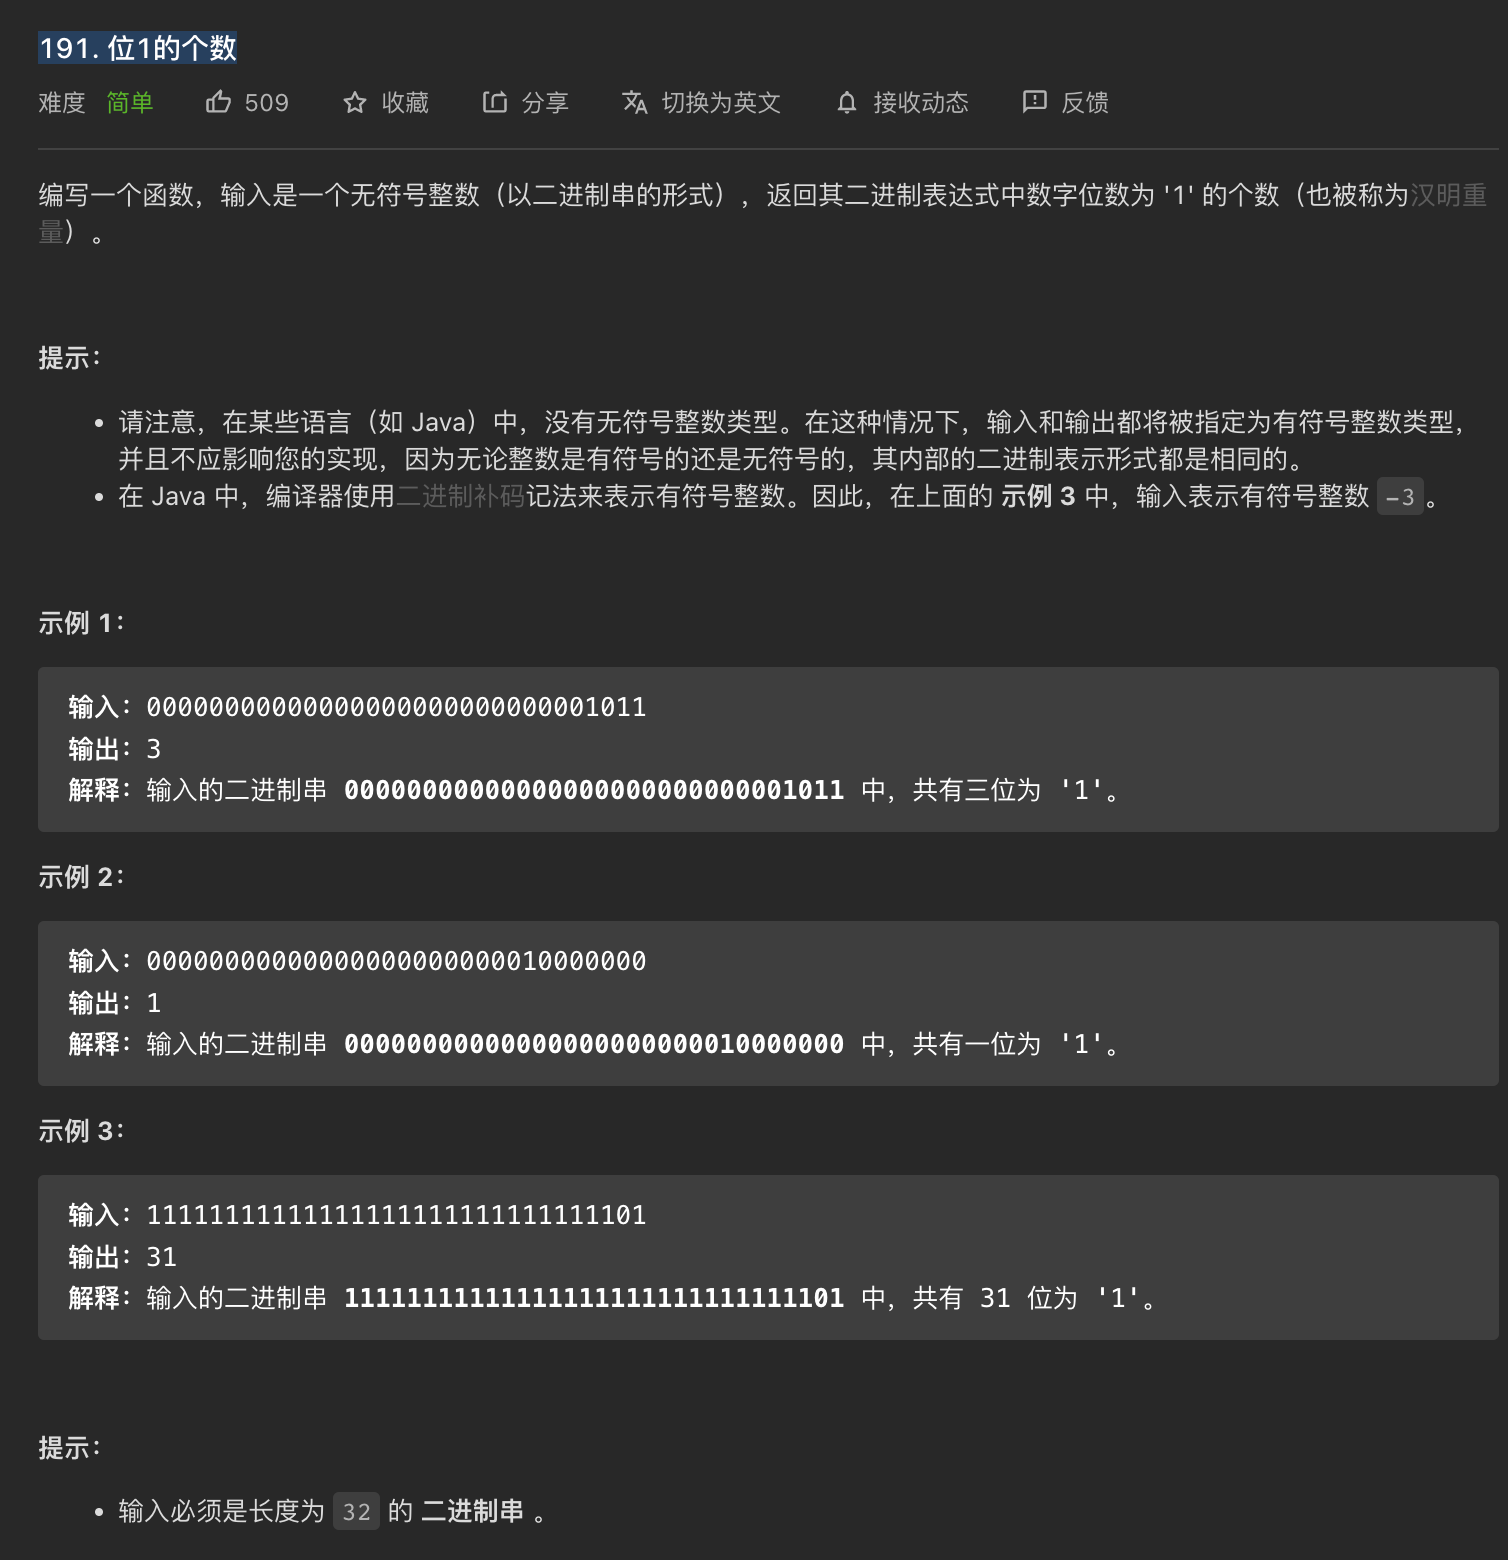 191. 位1的个数
难度 简单 509 收藏 分享 切换为英文 接收动态 反馈
编写一个函数，输入是一个无符号整数（以二进制串的形式），返回其二进制表达式中数字位数为 '1' 的个数（也被称为汉明重
量）。
提示：
• 请注意，在某些语言（如 Java）中，没有无符号整数类型。在这种情况下，输入和输出都将被指定为有符号整数类型，
并且不应影响您的实现，因为无论整数是有符号的还是无符号的，其内部的二进制表示形式都是相同的。
• 在 Java 中，编译器使用二进制补码记法来表示有符号整数。因此，在上面的 示例 3 中，输入表示有符号整数 -3。
示例 1：
输入：00000000000000000000000000001011
输出：3
解释：输入的二进制串 00000000000000000000000000001011 中，共有三位为 '1'。
示例 2：
输入：00000000000000000000000010000000
输出：1
解释：输入的二进制串 00000000000000000000000010000000 中，共有一位为 '1'。
示例 3：
输入：11111111111111111111111111111101
输出：31
解释：输入的二进制串 11111111111111111111111111111101 中，共有 31 位为 '1'。
提示：
• 输入必须是长度为 32 的 二进制串 。